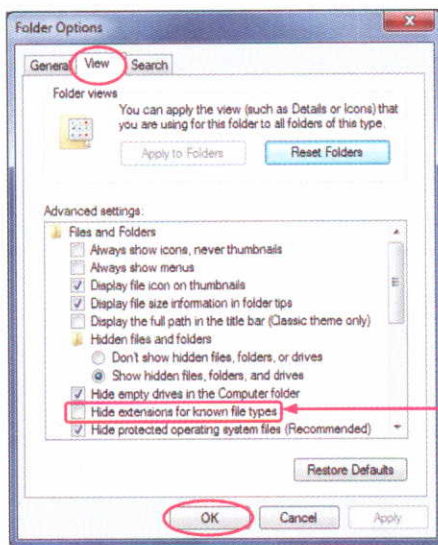 Folder Options
General View Search
Folder views
You can apply the view (such as Details or Icons) that
you are using for this folder to all folders of this type.
Apply to Folders Reset Folders
Advanced settings:
Files and Folders
Always show icons, never thumbnails
Always show menus
Display file icon on thumbnails
Display file size information in folder tips
Display the full path in the title bar (Classic theme only)
Hidden files and folders
Don't show hidden files, folders, or drives
Show hidden files, folders, and drives
Hide empty drives in the Computer folder
Hide extensions for known file types
Hide protected operating system files (Recommended)
Restore Defaults
OK Cancel Apply